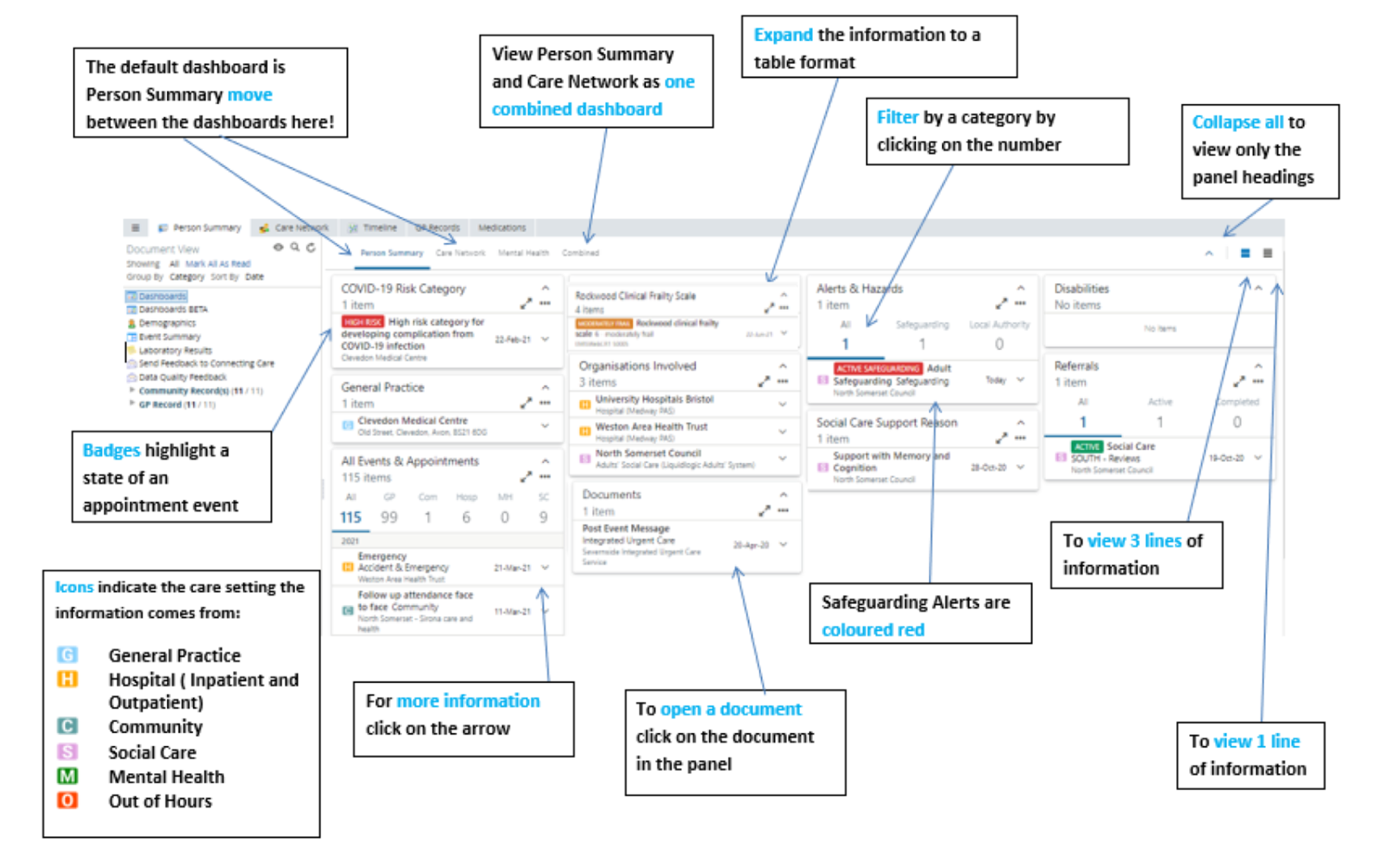 The default dashboard is
Person Summary move
between the dashboards here!
View Person Summary
and Care Network as one
combined dashboard
Expand the information to a
table format
Filter by a category by
clicking on the number
Collapse all to
view only the
panel headings
Person Summary
Care Network
Timeline
GP Records
Medications
Document View
Showing All Mark All As Read
Group By Category Sort By Date
Dashboards
Dashboards BETA
Demographics
Event Summary
Laboratory Results
Send Feedback to Connecting Care
Data Quality Feedback
Community Record(s) (11 / 11)
GP Record (11 / 11)
Person Summary Care Network Mental Health Combined
COVID-19 Risk Category
1 item
HIGH RISK High risk category for
developing complication from
COVID-19 infection
Clevedon Medical Centre
22-Feb-21
General Practice
1 item
Clevedon Medical Centre
Old Street, Clevedon, Avon, BS21 6DG
All Events & Appointments
115 items
All GP Com Hosp MH SC
115 99 1 6 0 9
2021
Emergency
H Accident & Emergency
Weston Area Health Trust
21-Mar-21
Follow up attendance face
C to face Community
North Somerset - Sirona care and
health
11-Mar-21
Rockwood Clinical Frailty Scale
4 items
MODERATELY FRAIL Rockwood clinical frailty
scale 6 moderately frail
Organisations Involved
3 items
H University Hospitals Bristol
Hospital (Medway PAS)
H Weston Area Health Trust
Hospital (Medway PAS)
S North Somerset Council
Adults' Social Care (Liquidlogic Adults' System)
Documents
1 item
Post Event Message
Integrated Urgent Care
Severnside Integrated Urgent Care
Service
20-Apr-20
Alerts & Hazards
1 item
All Safeguarding Local Authority
1 1 0
ACTIVE SAFEGUARDING Adult
S Safeguarding Safeguarding
North Somerset Council
Today
Social Care Support Reason
1 item
Support with Memory and
S Cognition
North Somerset Council
28-Oct-20
Disabilities
No items
No items
Referrals
1 item
All Active Completed
1 1 0
ACTIVE Social Care
S SOUTH - Reviews
North Somerset Council
19-Oct-20
Badges highlight a
state of an
appointment event
Icons indicate the care setting the
information comes from:
G General Practice
H Hospital ( Inpatient and
Outpatient)
C Community
S Social Care
M Mental Health
O Out of Hours
For more information
click on the arrow
To open a document
click on the document
in the panel
Safeguarding Alerts are
coloured red
To view 3 lines of
information
To view 1 line
of information